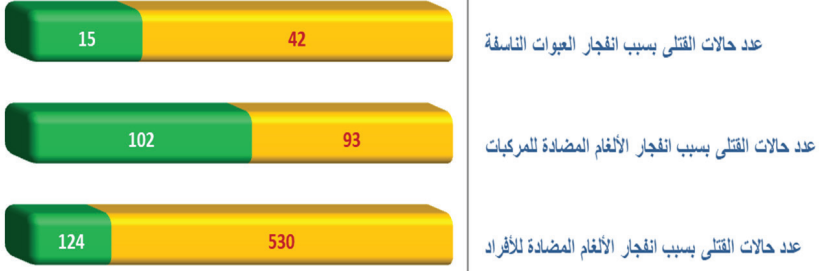 عدد حالات القتلى بسبب انفجار العبوات الناسفة
42
15
عدد حالات القتلى بسبب انفجار الألغام المضادة للمركبات
93
102
عدد حالات القتلى بسبب انفجار الألغام المضادة للأفراد
530
124